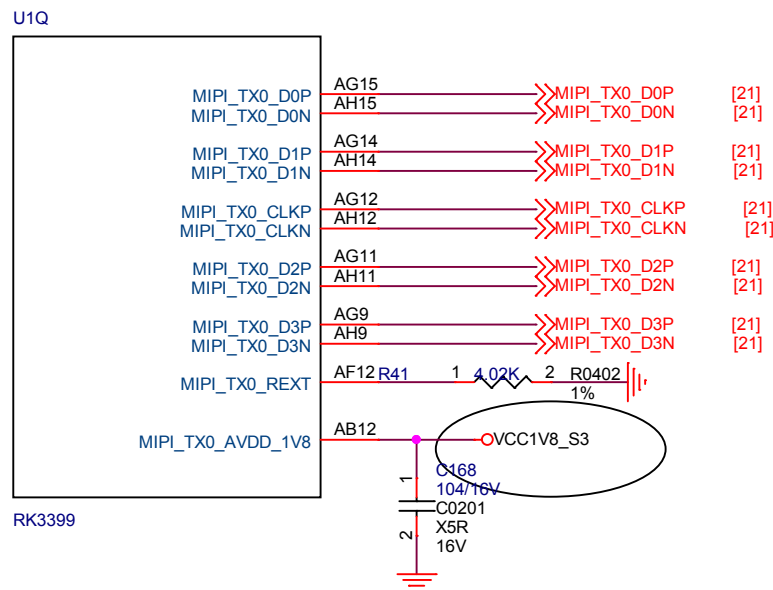 U1Q
MIPI_TX0_D0P AG15 MIPI_TX0_D0P [21]
MIPI_TX0_D0N AH15 MIPI_TX0_D0N [21]
MIPI_TX0_D1P AG14 MIPI_TX0_D1P [21]
MIPI_TX0_D1N AH14 MIPI_TX0_D1N [21]
MIPI_TX0_CLKP AG12 MIPI_TX0_CLKP [21]
MIPI_TX0_CLKN AH12 MIPI_TX0_CLKN [21]
MIPI_TX0_D2P AG11 MIPI_TX0_D2P [21]
MIPI_TX0_D2N AH11 MIPI_TX0_D2N [21]
MIPI_TX0_D3P AG9 MIPI_TX0_D3P [21]
MIPI_TX0_D3N AH9 MIPI_TX0_D3N [21]
MIPI_TX0_REXT AF12 R41 1 4.02K 2 R0402
1%
MIPI_TX0_AVDD_1V8 AB12 VCC1V8_S3
1 C168
104/16V
C0201
X5R
2 16V
RK3399